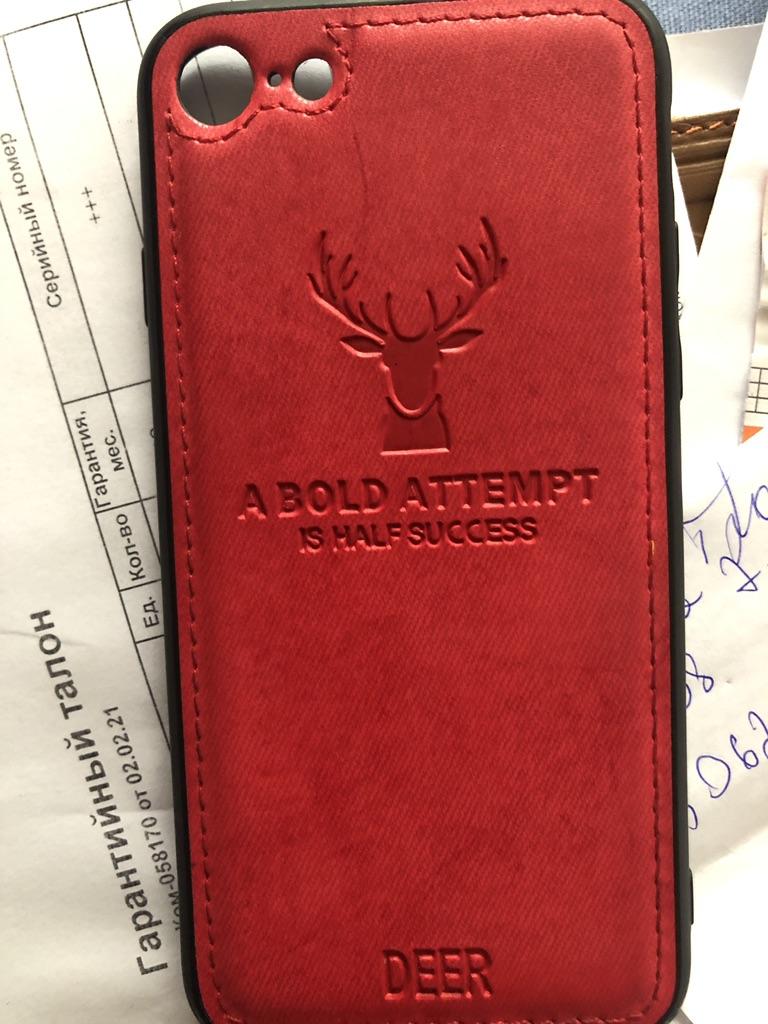 A BOLD ATTEMPT
IS HALF SUCCESS
DEER
Серийный номер
+++
Гарантия,
мес.
Кол-во
Ед.
Гарантийный талон
Ком-058170 от 02.02.21
062